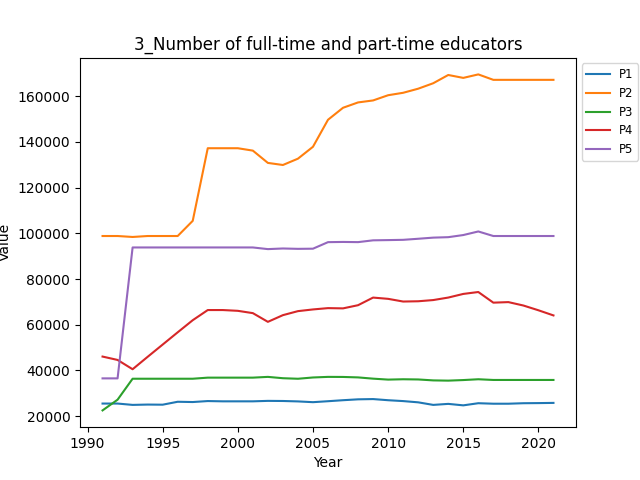 3_Number of full-time and part-time educators
P1
P2
P3
P4
P5
160000
140000
120000
100000
80000
60000
40000
20000
Value
1990 1995 2000 2005 2010 2015 2020
Year